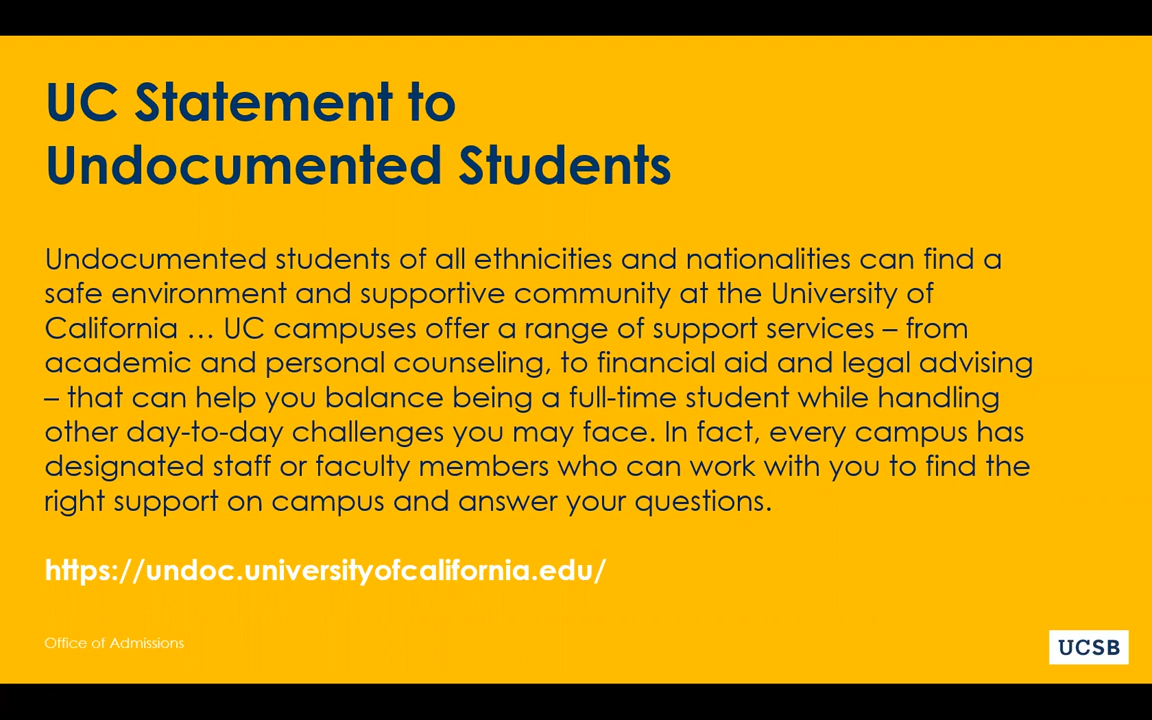 UC Statement to
Undocumented Students
Undocumented students of all ethnicities and nationalities can find a
safe environment and supportive community at the University of
California … UC campuses offer a range of support services – from
academic and personal counseling, to financial aid and legal advising
– that can help you balance being a full-time student while handling
other day-to-day challenges you may face. In fact, every campus has
designated staff or faculty members who can work with you to find the
right support on campus and answer your questions.
https://undoc.universityofcalifornia.edu/
Office of Admissions
UCSB